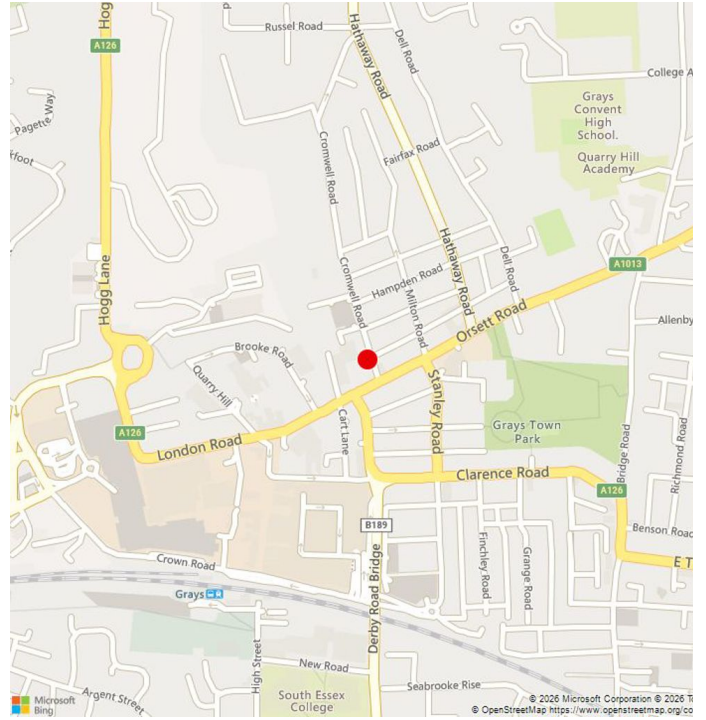 Hogg
Russel Road
A126
Hathaway Road
Dell Road
College A
Pagette Way
kfoot
Grays
Convent
High
School.
Quarry Hill
Academy
Fairfax Road
Cromwell Road
Hogg Lane
Cromwell Road
Hathaway Road
Dell Road
A1013
Hampden Road
Milton Road
Orsett Road
Allenby
Brooke Road
Quarry Hill
Stanley Road
Cart Lane
Grays Town
Park
A126
London Road
Bridge Road
Richmond Road
Clarence Road
A126
B189
Benson Road
Finchley Road
Grange Road
Crown Road
E T
Derby Road Bridge
Grays
High Street
New Road
South Essex
College
Seabrooke Rise
Argent Street
Microsoft
Bing
© 2026 Microsoft Corporation © 2026 T
© OpenStreetMap https://www.openstreetmap.org/co